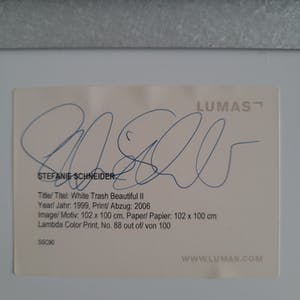 LUMAS
STEFANIE SCHNEIDER
Title/ Titel: White Trash Beautiful II
Year/ Jahr: 1999, Print/ Abzug: 2006
Image/ Motiv: 102 x 100 cm, Paper/ Papier: 102 x 100 cm
Lambda Color Print, No. 88 out of/ von 100
SSC90
WWW.LUMAS.COM